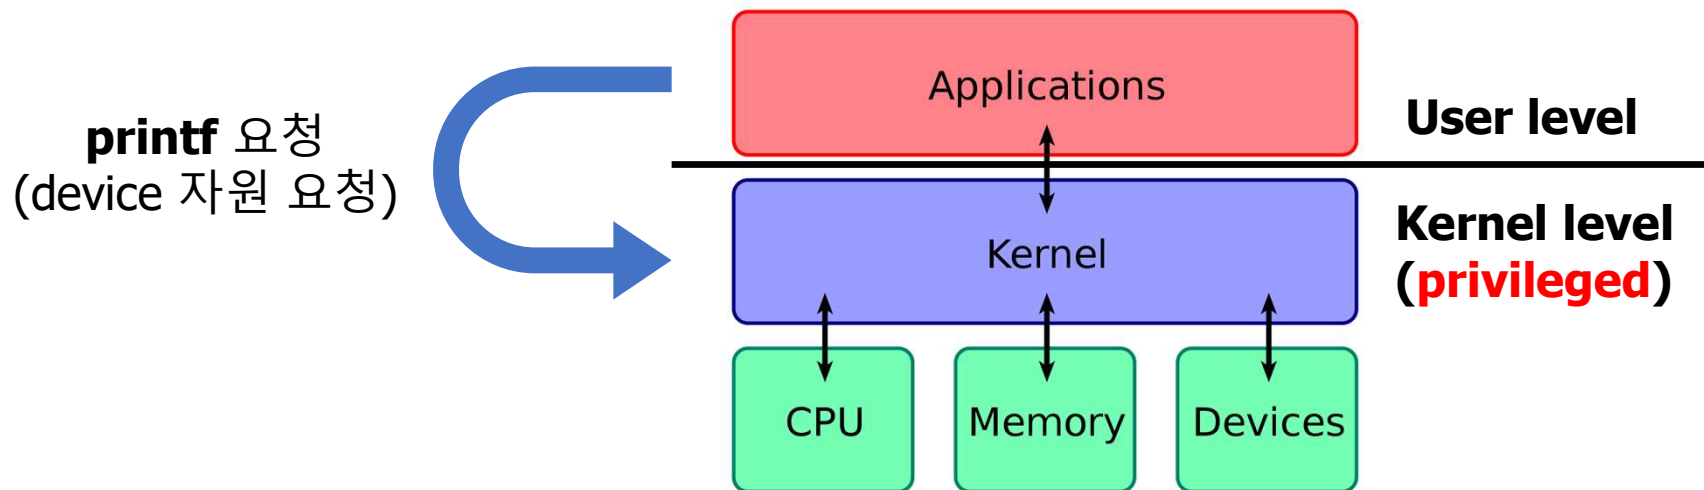 Applications
User level
printf 요청
(device 자원 요청)
Kernel
Kernel level
(privileged)
CPU
Memory
Devices